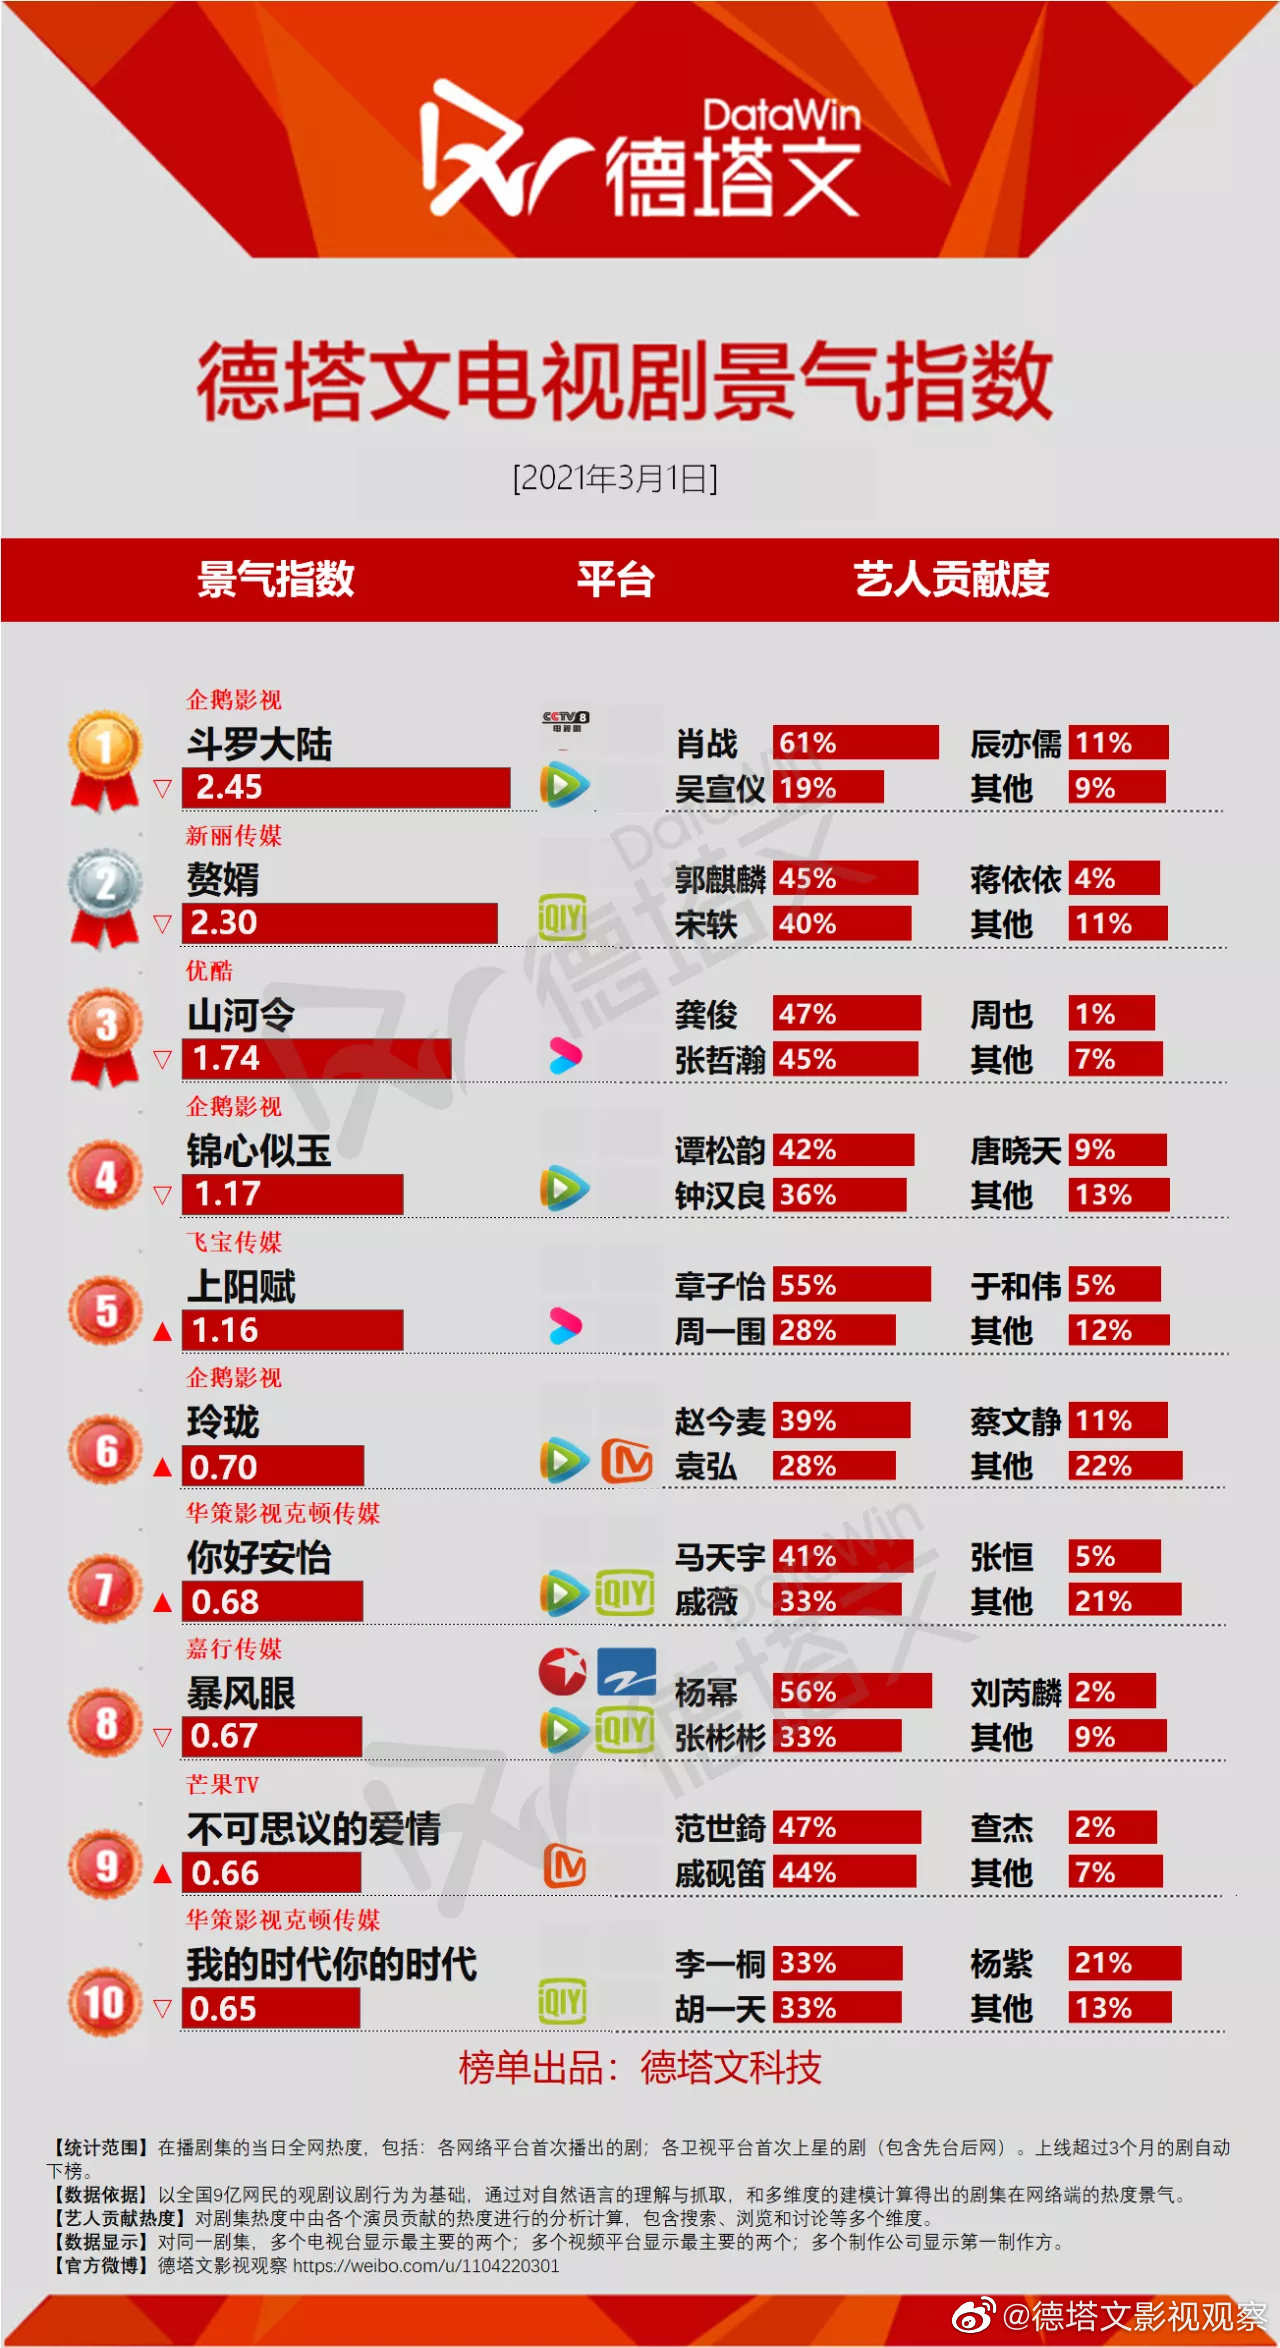 DataWin
德塔文
德塔文电视剧景气指数
[2021年3月1日]
景气指数 平台 艺人贡献度
企鹅影视
1 斗罗大陆 CCTV 8 电视剧 肖战 61% 辰亦儒 11%
▽ 2.45 吴宣仪 19% 其他 9%
新丽传媒
2 赘婿 郭麒麟 45% 蒋依依 4%
▽ 2.30 iQIYI 宋轶 40% 其他 11%
优酷
3 山河令 龚俊 47% 周也 1%
▽ 1.74 张哲瀚 45% 其他 7%
企鹅影视
4 锦心似玉 谭松韵 42% 唐晓天 9%
▽ 1.17 钟汉良 36% 其他 13%
飞宝传媒
5 上阳赋 章子怡 55% 于和伟 5%
▲ 1.16 周一围 28% 其他 12%
企鹅影视
6 玲珑 赵今麦 39% 蔡文静 11%
▲ 0.70 袁弘 28% 其他 22%
华策影视克顿传媒
7 你好安怡 马天宇 41% 张恒 5%
▲ 0.68 iQIYI 戚薇 33% 其他 21%
嘉行传媒
8 暴风眼 杨幂 56% 刘芮麟 2%
▽ 0.67 iQIYI 张彬彬 33% 其他 9%
芒果TV
9 不可思议的爱情 范世錡 47% 查杰 2%
▲ 0.66 戚砚笛 44% 其他 7%
华策影视克顿传媒
10 我的时代你的时代 李一桐 33% 杨紫 21%
▽ 0.65 iQIYI 胡一天 33% 其他 13%
榜单出品：德塔文科技
【统计范围】在播剧集的当日全网热度，包括：各网络平台首次播出的剧；各卫视平台首次上星的剧（包含先台后网）。上线超过3个月的剧自动
下榜。
【数据依据】以全国9亿网民的观剧议剧行为为基础，通过对自然语言的理解与抓取，和多维度的建模计算得出的剧集在网络端的热度景气。
【艺人贡献热度】对剧集热度中由各个演员贡献的热度进行的分析计算，包含搜索、浏览和讨论等多个维度。
【数据显示】对同一剧集，多个电视台显示最主要的两个；多个视频平台显示最主要的两个；多个制作公司显示第一制作方。
【官方微博】德塔文影视观察 https://weibo.com/u/1104220301
@德塔文影视观察